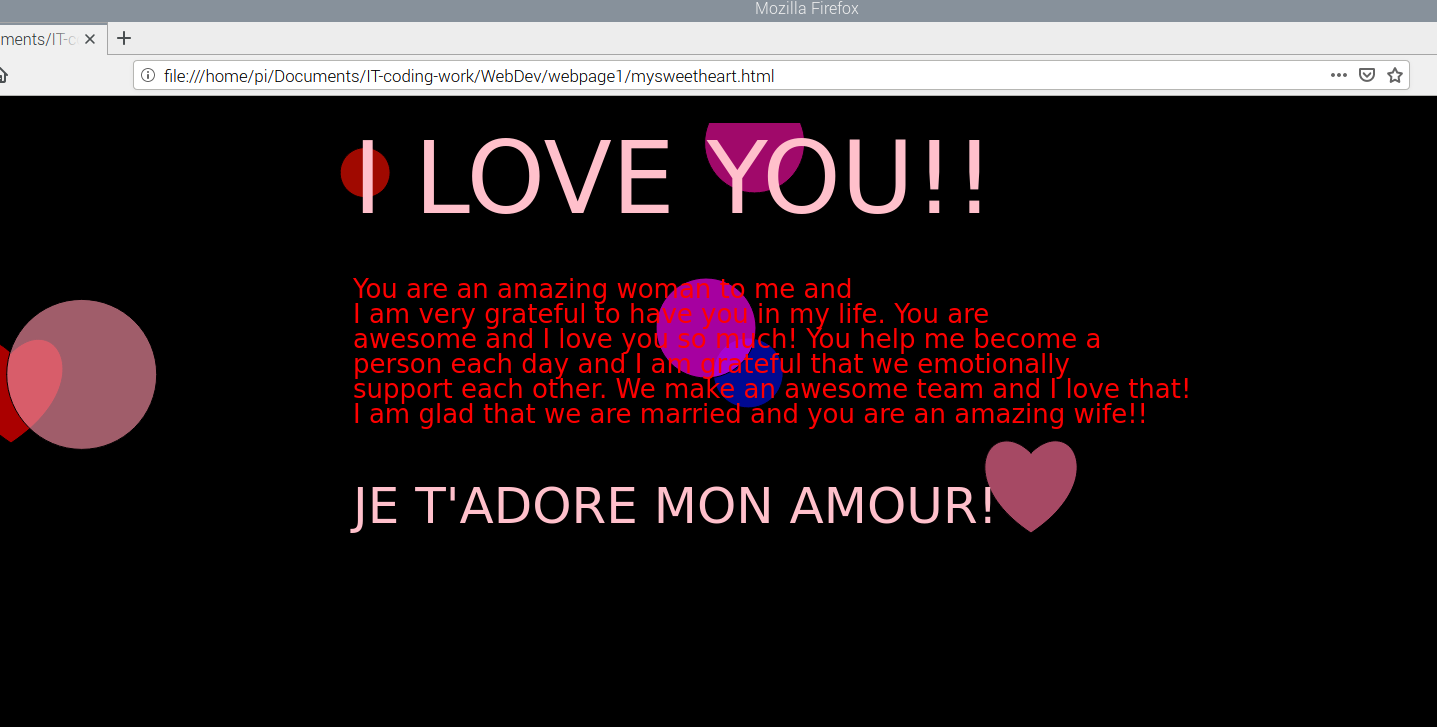 Mozilla Firefox
ments/IT-c
file:///home/pi/Documents/IT-coding-work/WebDev/webpage1/mysweetheart.html
I LOVE YOU!!
You are an amazing woman to me and
I am very grateful to have you in my life. You are
awesome and I love you so much! You help me become a
person each day and I am grateful that we emotionally
support each other. We make an awesome team and I love that!
I am glad that we are married and you are an amazing wife!!
JE T'ADORE MON AMOUR!